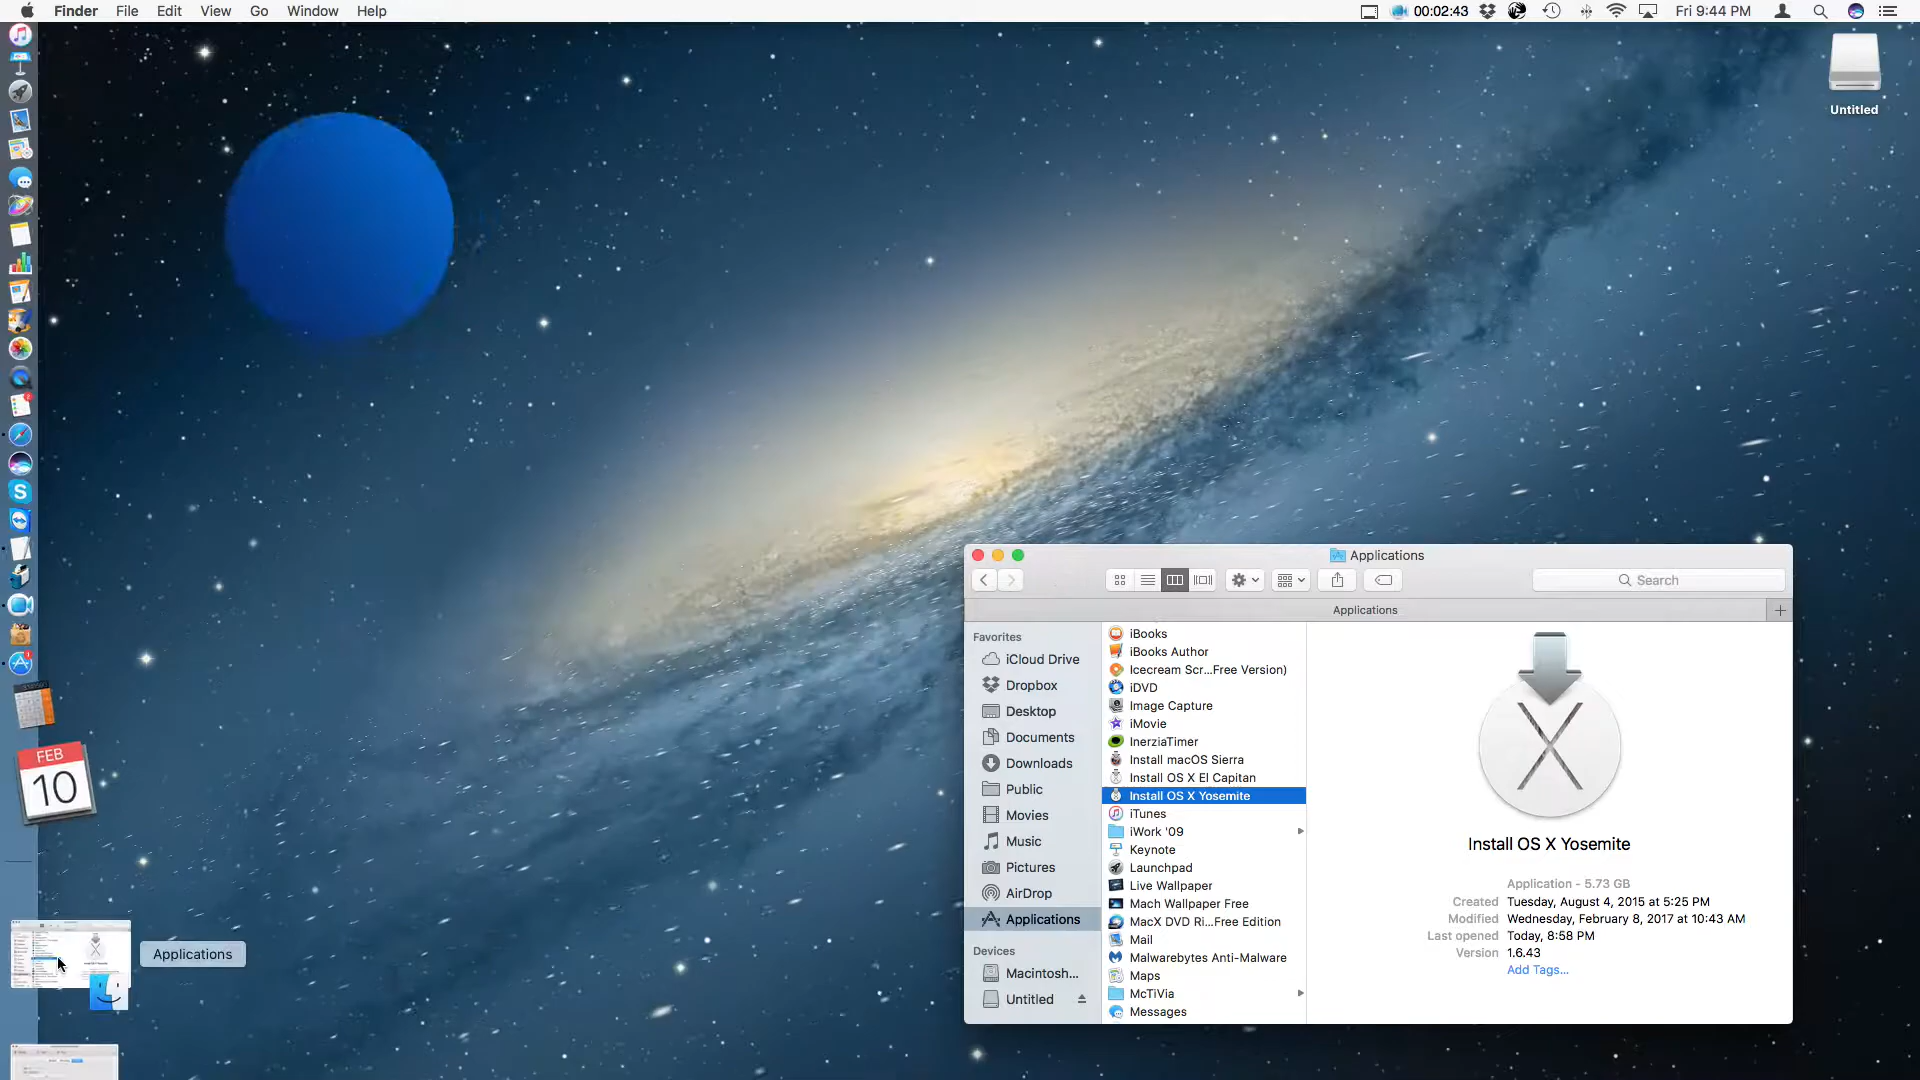 Finder File Edit View Go Window Help
00:02:43 Fri 9:44 PM
Untitled
FEB
10
Applications
Applications
Search
Applications
Favorites
iCloud Drive
Dropbox
Desktop
Documents
Downloads
Public
Movies
Music
Pictures
AirDrop
Applications
Devices
Macintosh...
Untitled
iBooks
iBooks Author
Icecream Scr...Free Version)
iDVD
Image Capture
iMovie
InerziaTimer
Install macOS Sierra
Install OS X El Capitan
Install OS X Yosemite
iTunes
iWork '09
Keynote
Launchpad
Live Wallpaper
Mach Wallpaper Free
MacX DVD Ri...Free Edition)
Mail
Malwarebytes Anti-Malware
Maps
McTiVia
Messages
Install OS X Yosemite
Application - 5.73 GB
Created Tuesday, August 4, 2015 at 5:25 PM
Modified Wednesday, February 8, 2017 at 10:43 AM
Last opened Today, 8:58 PM
Version 1.6.43
Add Tags...